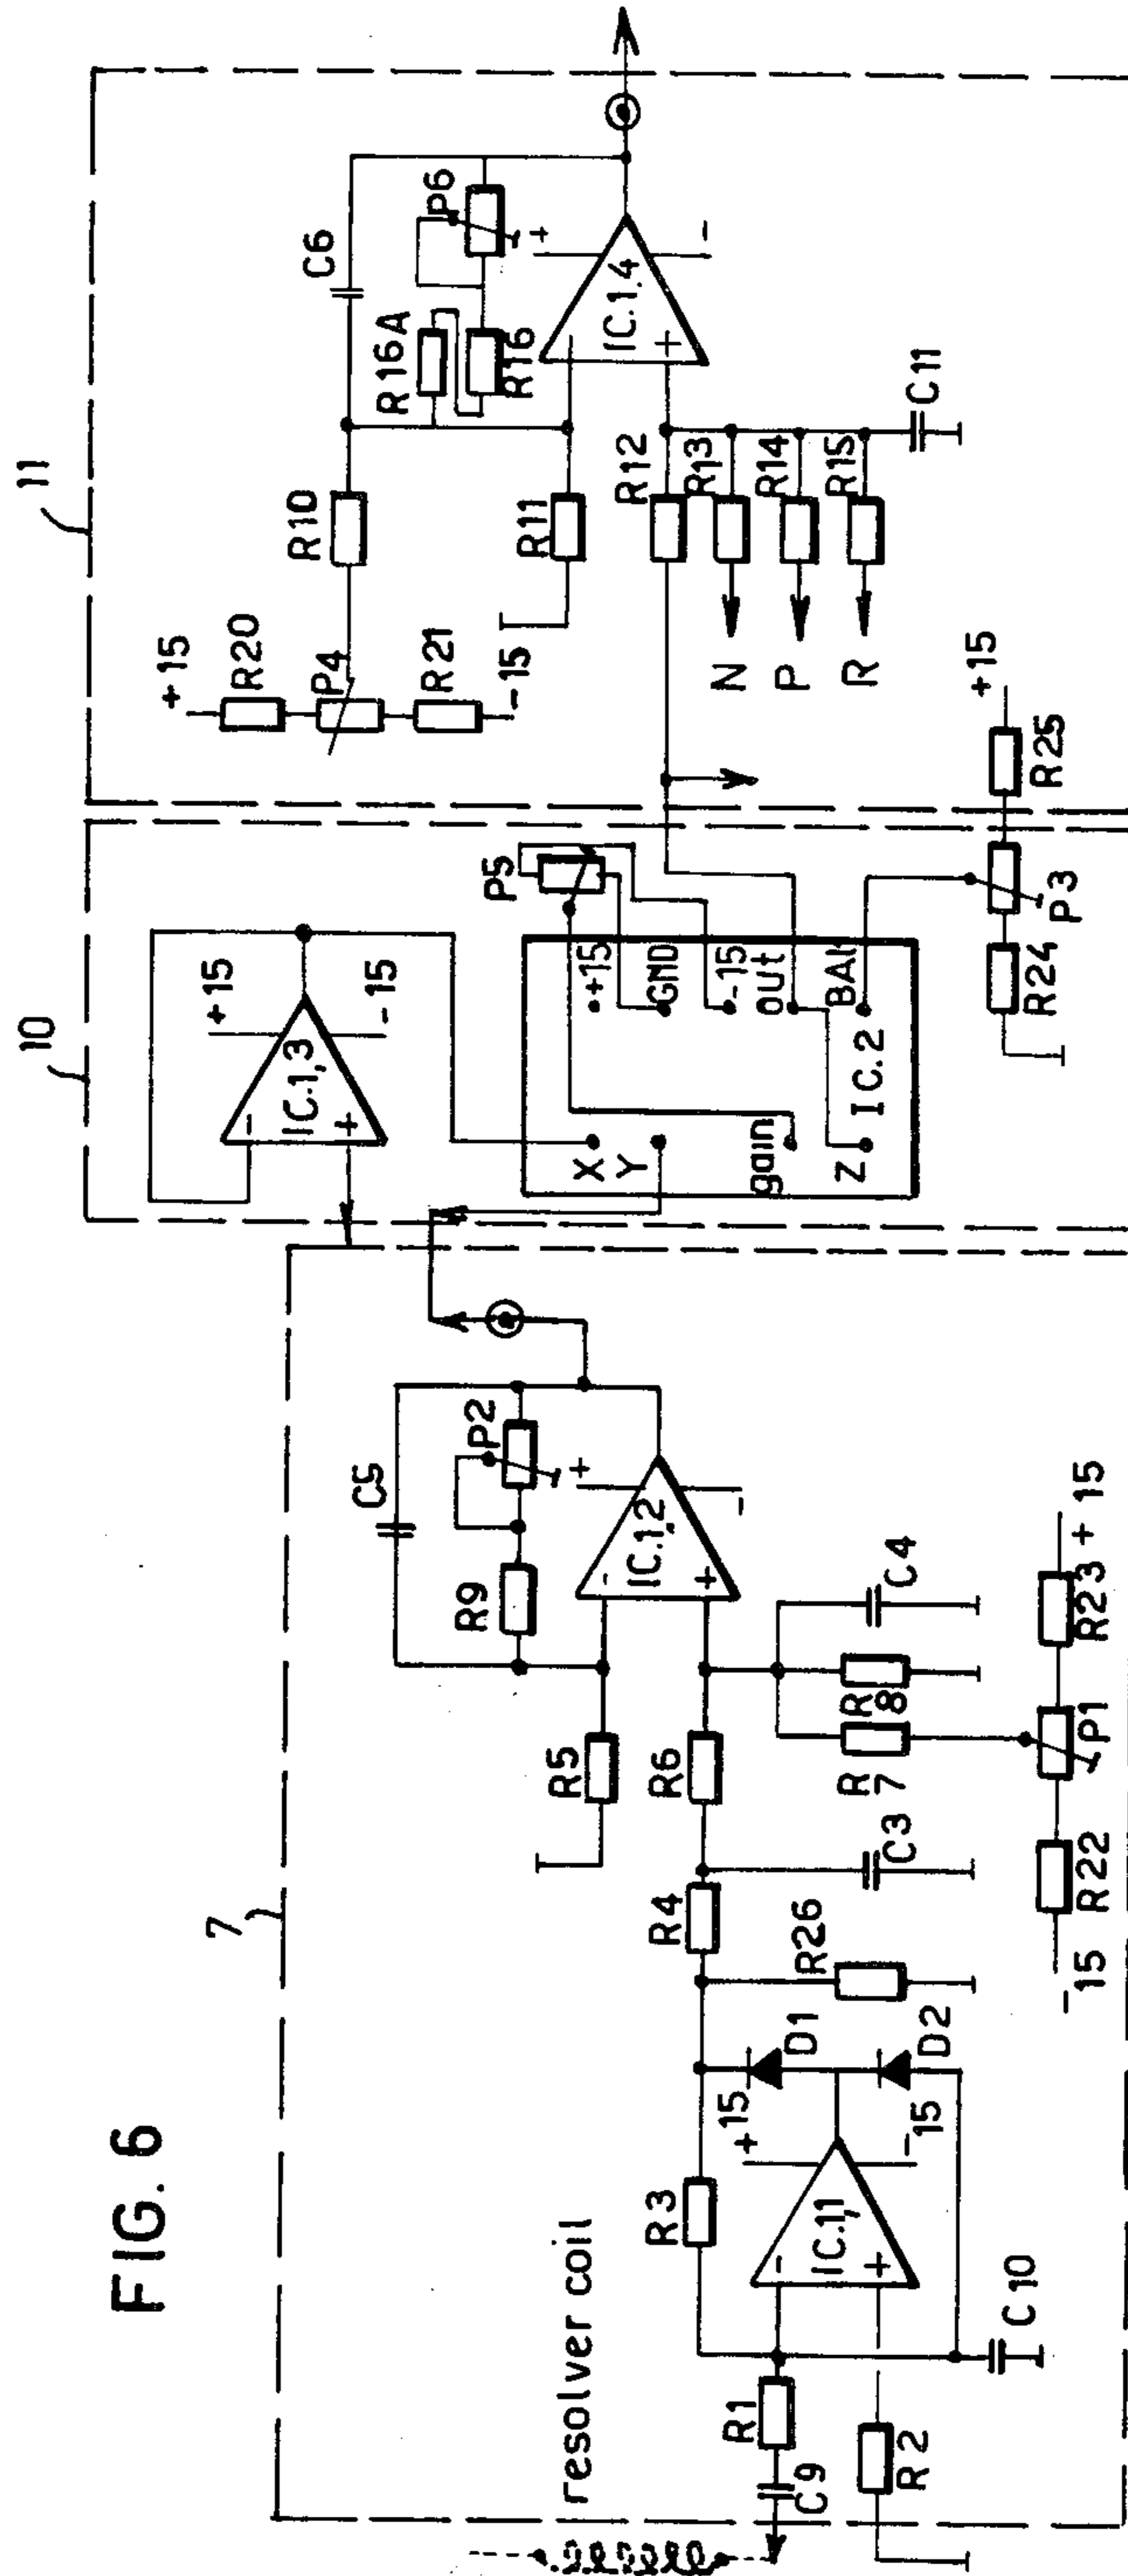 FIG. 6
7
resolver coil
C9
R1
R2
C10
R3
-
+
IC.1,1
+15
-15
D1
D2
R26
R4
C3
R5
R6
R7
R8
C4
-15
R22
P1
R23
+15
C5
R9
P2
-
+
IC.1,2
+
-
10
-
+
IC.1,3
+15
-15
X
Y
gain
Z
IC.2
+15
GND
-15
out
BAL
P5
R24
P3
R25
+15
11
+15
R20
P4
R21
-15
R10
R11
R12
R13
R14
R15
N
P
R
C11
C6
R16A
R16
P6
-
+
IC.1,4
+
-